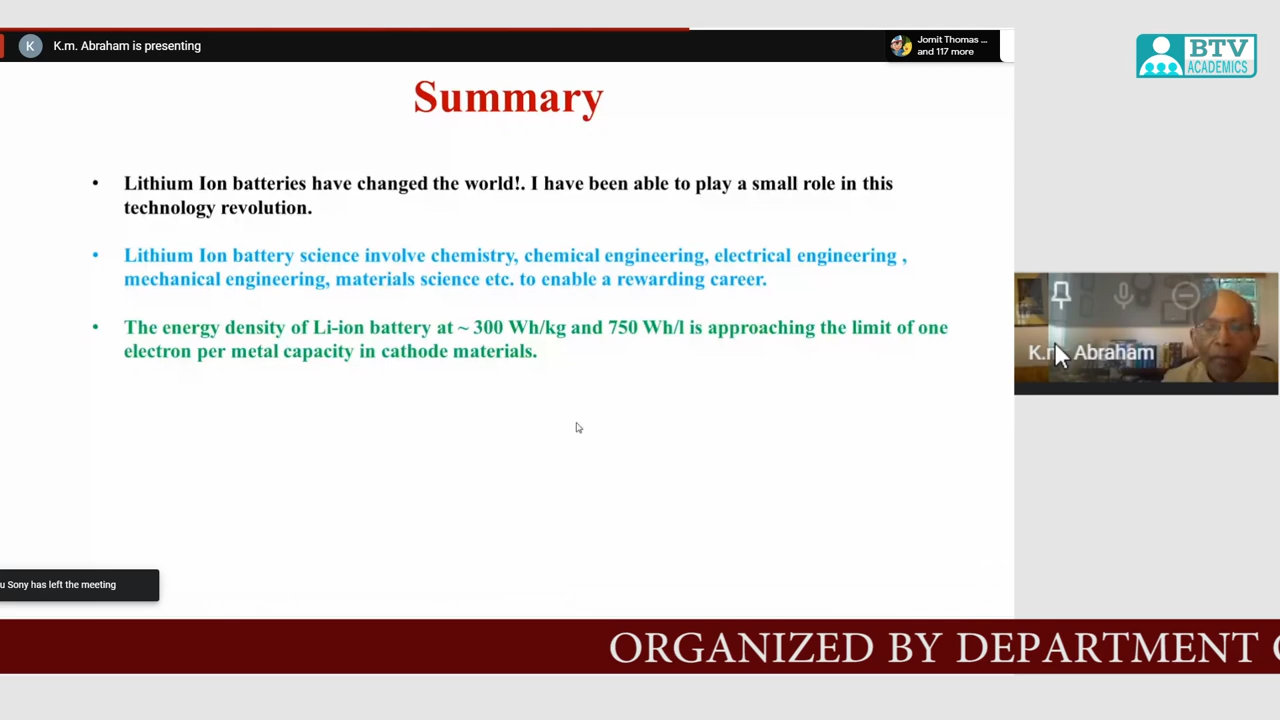 K
K.m. Abraham is presenting
Jomit Thomas ...
and 117 more
BTV
ACADEMICS
Summary
• Lithium Ion batteries have changed the world!. I have been able to play a small role in this
technology revolution.
• Lithium Ion battery science involve chemistry, chemical engineering, electrical engineering ,
mechanical engineering, materials science etc. to enable a rewarding career.
• The energy density of Li-ion battery at ~ 300 Wh/kg and 750 Wh/l is approaching the limit of one
electron per metal capacity in cathode materials.
Abraham
u Sony has left the meeting
ORGANIZED BY DEPARTMENT